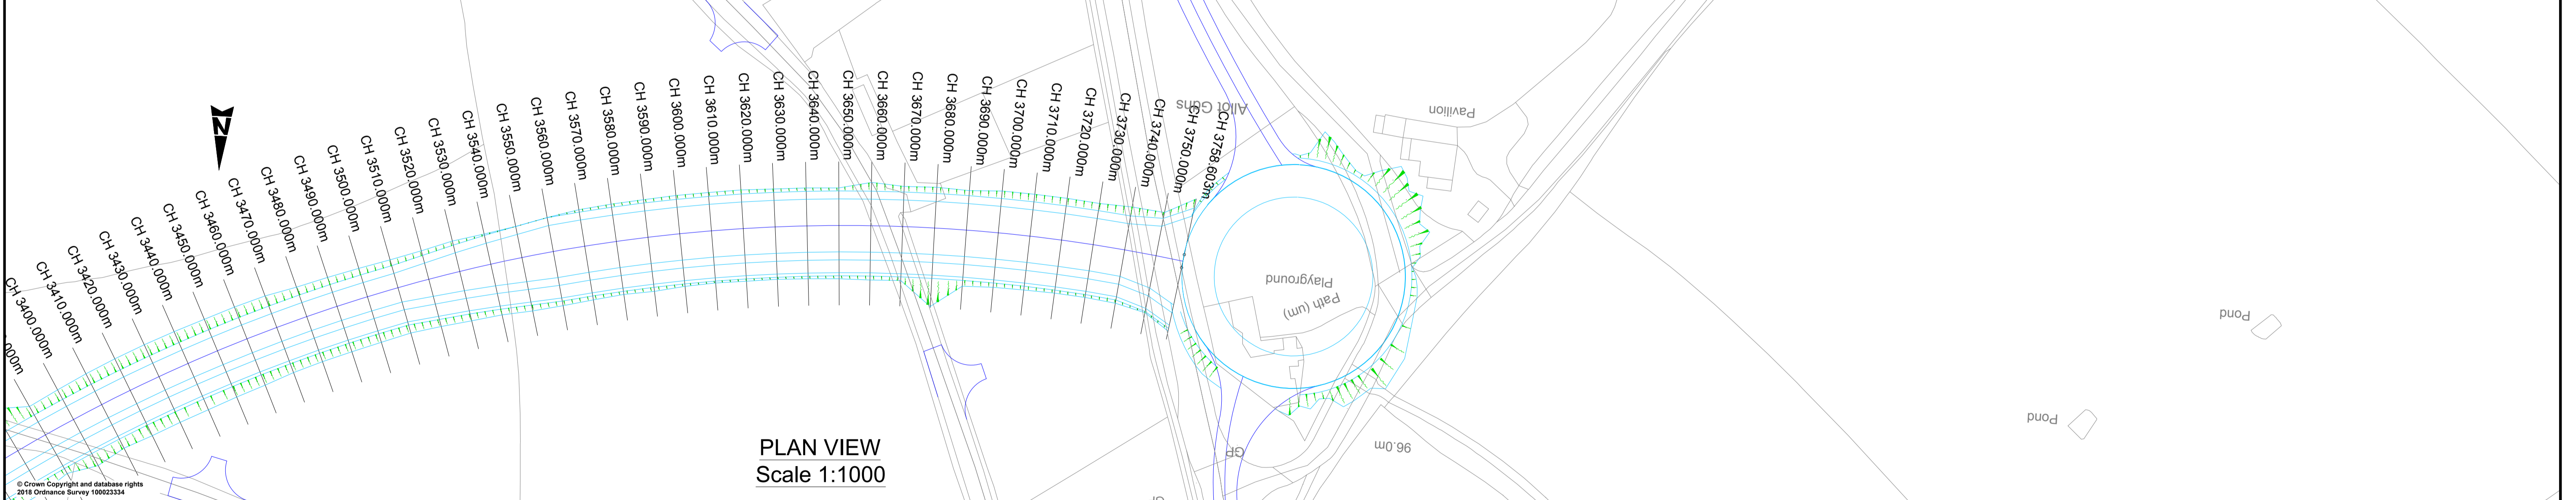 N
000m
CH 3400.000m
CH 3410.000m
CH 3420.000m
CH 3430.000m
CH 3440.000m
CH 3450.000m
CH 3460.000m
CH 3470.000m
CH 3480.000m
CH 3490.000m
CH 3500.000m
CH 3510.000m
CH 3520.000m
CH 3530.000m
CH 3540.000m
CH 3550.000m
CH 3560.000m
CH 3570.000m
CH 3580.000m
CH 3590.000m
CH 3600.000m
CH 3610.000m
CH 3620.000m
CH 3630.000m
CH 3640.000m
CH 3650.000m
CH 3660.000m
CH 3670.000m
CH 3680.000m
CH 3690.000m
CH 3700.000m
CH 3710.000m
CH 3720.000m
CH 3730.000m
CH 3740.000m
CH 3750.000m
CH 3758.603m
Allot Gdns
Pavilion
Playground
Path (um)
Pond
Pond
96.0m
GP
PLAN VIEW
Scale 1:1000
© Crown Copyright and database rights
2018 Ordnance Survey 100023334